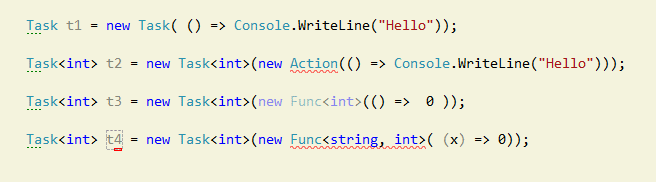 Task t1 = new Task( () => Console.WriteLine("Hello"));
Task<int> t2 = new Task<int>(new Action(() => Console.WriteLine("Hello")));
Task<int> t3 = new Task<int>(new Func<int>(() =>  0 ));
Task<int> t4 = new Task<int>(new Func<string, int>( (x) => 0));